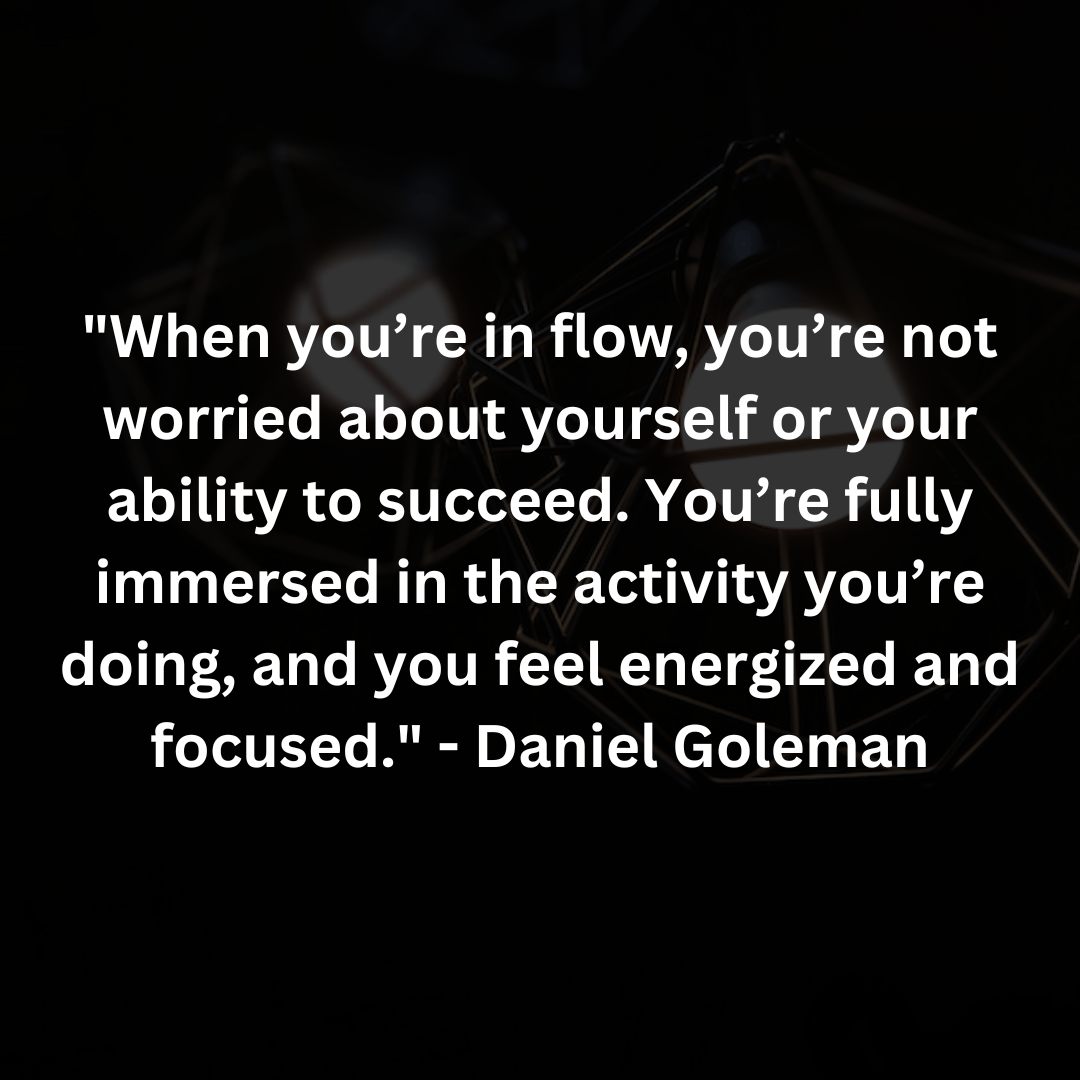 "When you’re in flow, you’re not
worried about yourself or your
ability to succeed. You’re fully
immersed in the activity you’re
doing, and you feel energized and
focused." - Daniel Goleman